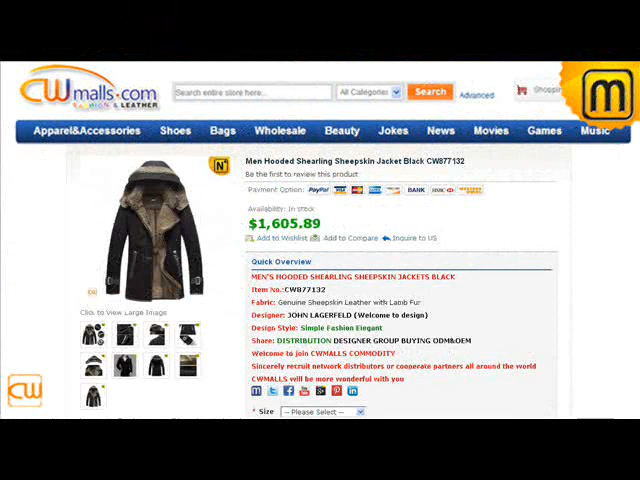 CWmalls.com
FASHION & LEATHER
Search entire store here...
All Categories
Search
Advanced
Shopping
Apparel&Accessories Shoes Bags Wholesale Beauty Jokes News Movies Games Music
Men Hooded Shearling Sheepskin Jacket Black CW877132
Be the first to review this product
Payment Option: PayPal VISA BANK HSBC
Availability: In stock
$1,605.89
Add to Wishlist Add to Compare Inquire to US
Click to View Large Image
Quick Overview
MEN'S HOODED SHEARLING SHEEPSKIN JACKETS BLACK
Item No.:CW877132
Fabric: Genuine Sheepskin Leather with Lamb Fur
Designer: JOHN LAGERFELD (Welcome to design)
Design Style: Simple Fashion Elegant
Share: DISTRIBUTION DESIGNER GROUP BUYING ODM&OEM
Welcome to join CWMALLS COMMODITY
Sincerely recruit network distributors or cooperate partners all around the world
CWMALLS will be more wonderful with you
* Size -- Please Select --
CW